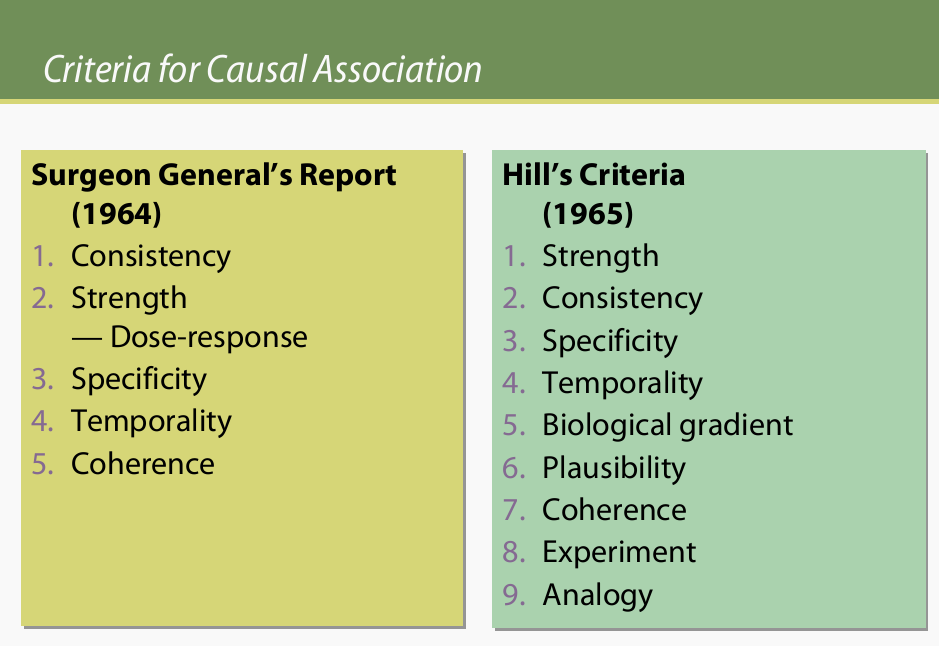 Criteria for Causal Association
Surgeon General's Report
(1964)
1. Consistency
2. Strength
— Dose-response
3. Specificity
4. Temporality
5. Coherence
Hill's Criteria
(1965)
1. Strength
2. Consistency
3. Specificity
4. Temporality
5. Biological gradient
6. Plausibility
7. Coherence
8. Experiment
9. Analogy